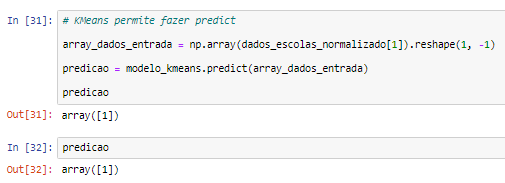 In [31]: # KMeans permite fazer predict
array_dados_entrada = np.array(dados_escolas_normalizado[1]).reshape(1, -1)
predicao = modelo_kmeans.predict(array_dados_entrada)
predicao
Out[31]: array([1])
In [32]: predicao
Out[32]: array([1])